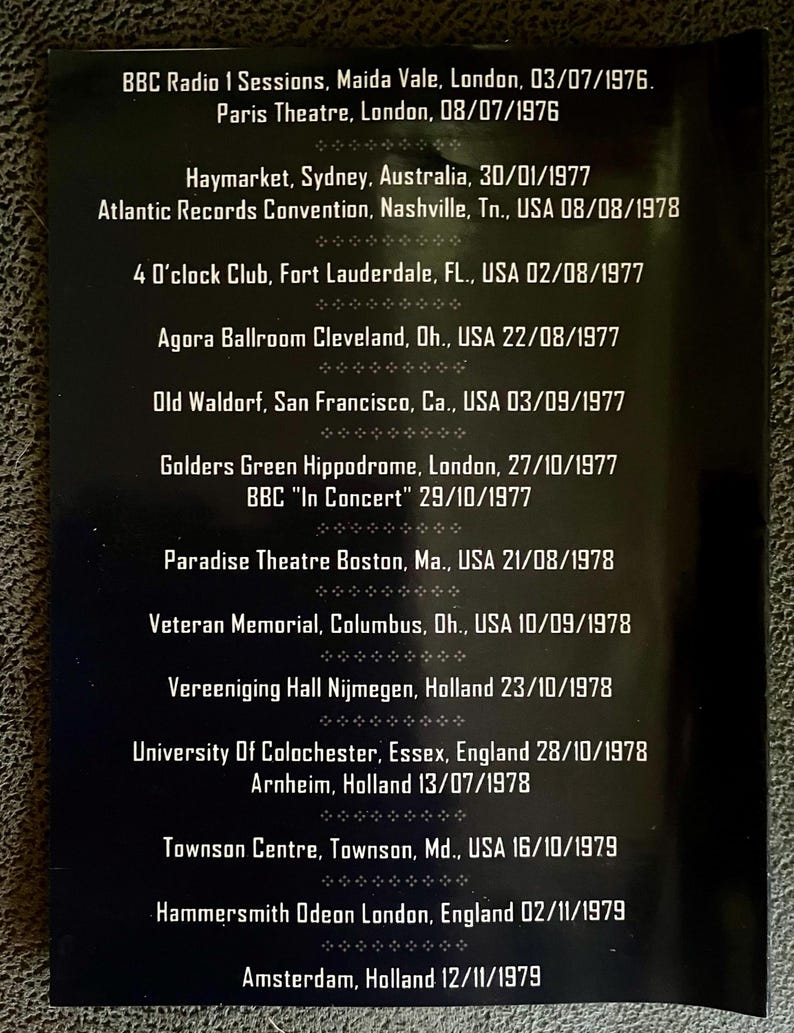 BBC Radio 1 Sessions, Maida Vale, London, 03/07/1976.
Paris Theatre, London, 08/07/1976
Haymarket, Sydney, Australia, 30/01/1977
Atlantic Records Convention, Nashville, Tn., USA 08/08/1978
4 O'clock Club, Fort Lauderdale, FL., USA 02/08/1977
Agora Ballroom Cleveland, Oh., USA 22/08/1977
Old Waldorf, San Francisco, Ca., USA 03/09/1977
Golders Green Hippodrome, London, 27/10/1977
BBC "In Concert" 29/10/1977
Paradise Theatre Boston, Ma., USA 21/08/1978
Veteran Memorial, Columbus, Oh., USA 10/09/1978
Vereeniging Hall Nijmegen, Holland 23/10/1978
University Of Colochester, Essex, England 28/10/1978
Arnheim, Holland 13/07/1978
Townson Centre, Townson, Md., USA 16/10/1979
Hammersmith Odeon London, England 02/11/1979
Amsterdam, Holland 12/11/1979